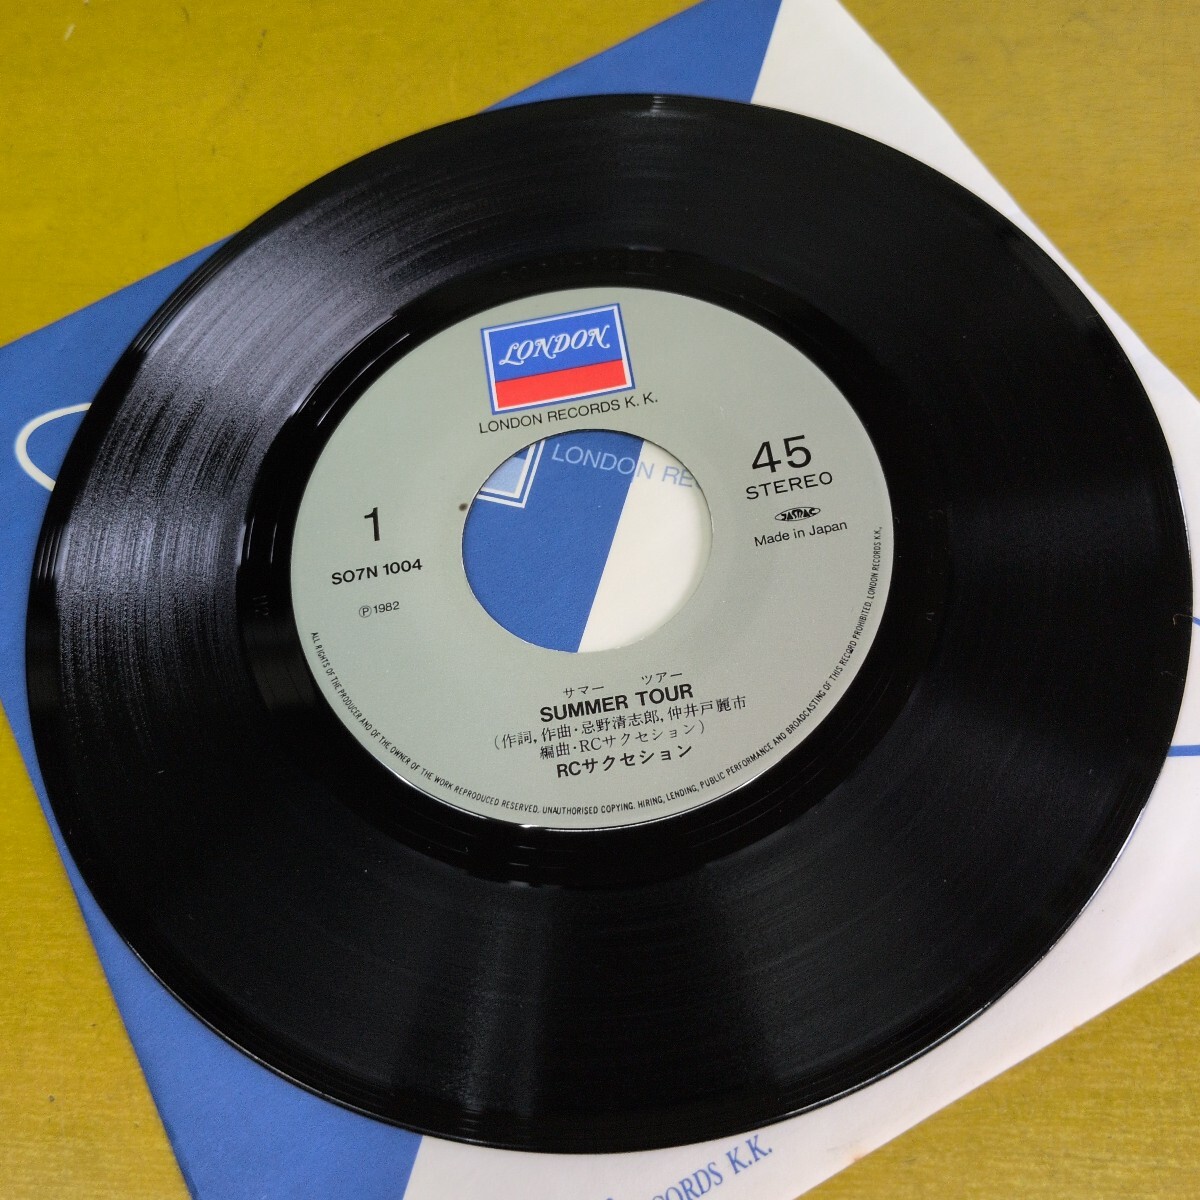 LONDON
LONDON RECORDS K. K.
LONDON RE
45
STEREO
JASRAC
Made in Japan
1
SO7N 1004
Ⓟ1982
サマー ツアー
SUMMER TOUR
(作詞, 作曲・忌野清志郎, 仲井戸麗市
編曲・RCサクセション)
RCサクセション
ALL RIGHTS OF THE PRODUCER AND OF THE OWNER OF THE WORK REPRODUCED RESERVED. UNAUTHORISED COPYING. HIRING, LENDING, PUBLIC PERFORMANCE AND BROADCASTING OF THIS RECORD PROHIBITED. LONDON RECORDS K.K.
CORDS K.K.